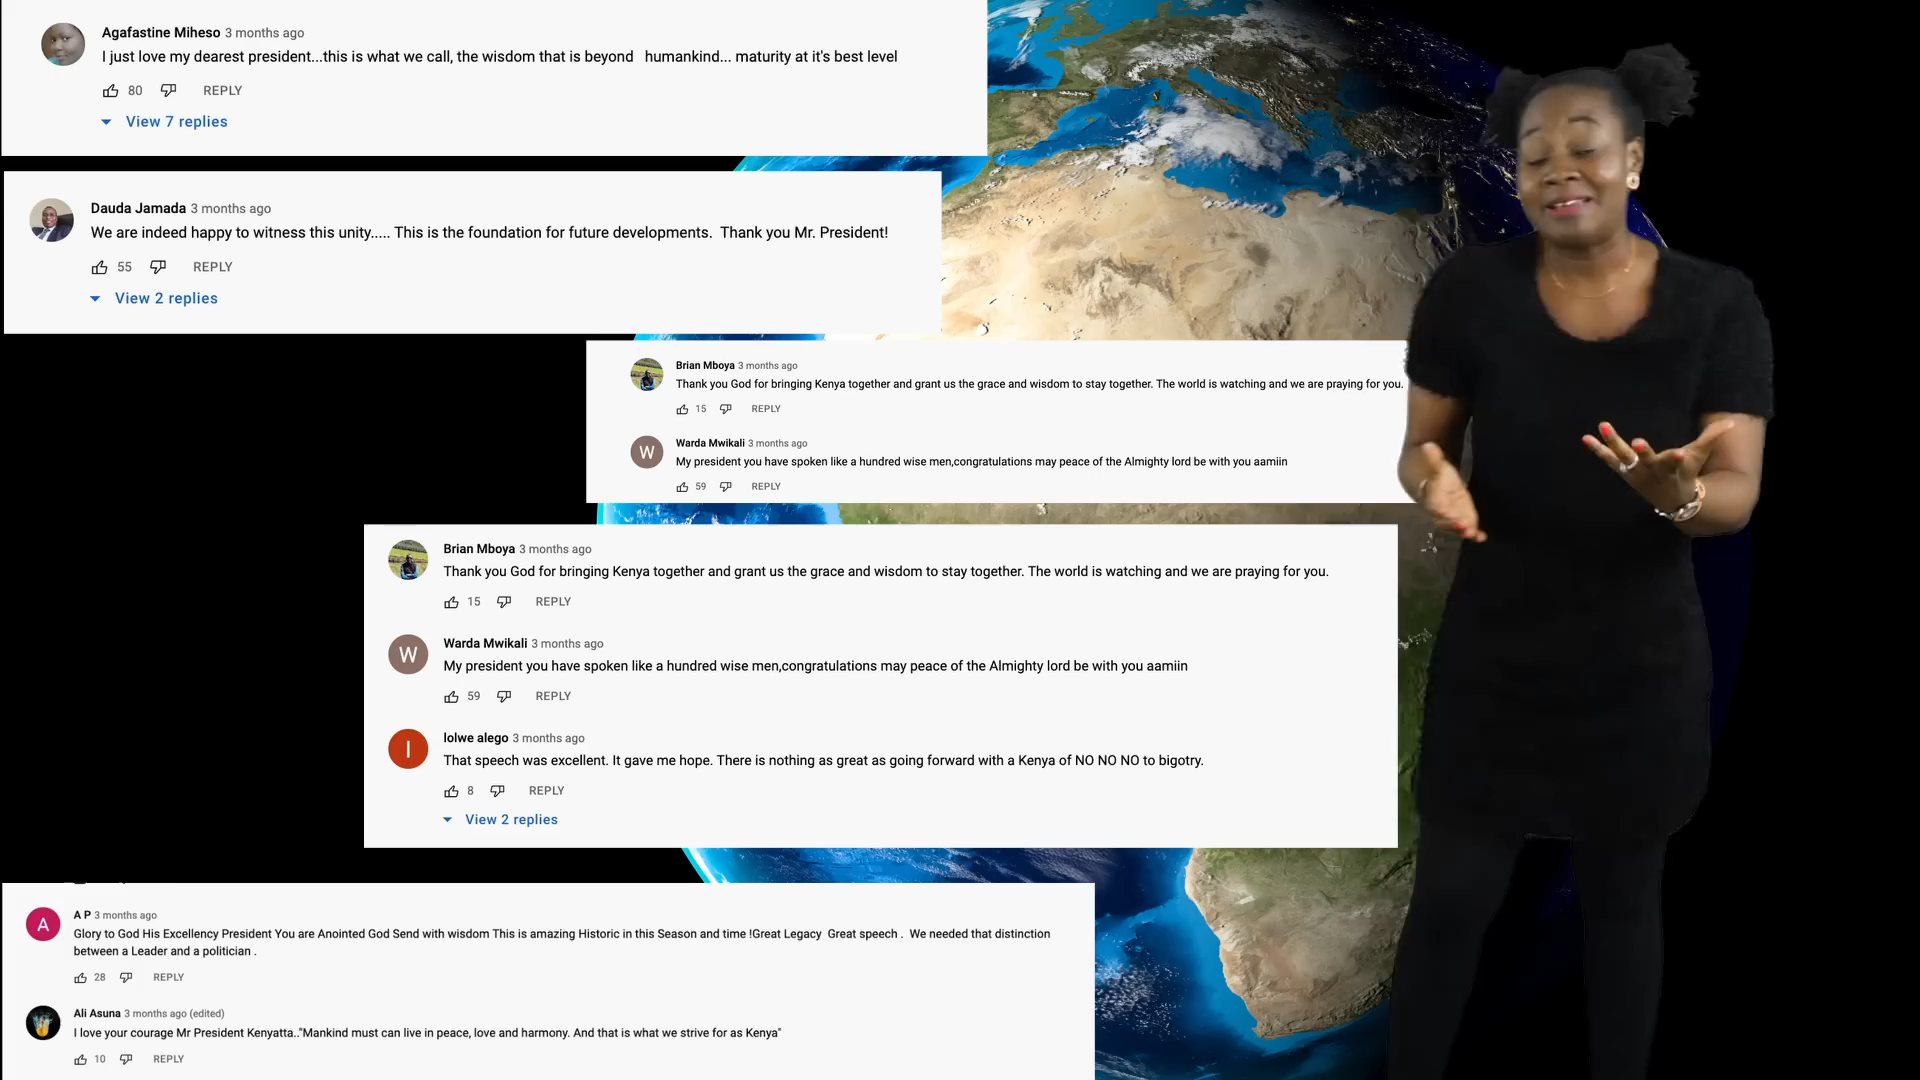 Agafastine Miheso 3 months ago
I just love my dearest president...this is what we call, the wisdom that is beyond humankind... maturity at it's best level
80 REPLY
View 7 replies
Dauda Jamada 3 months ago
We are indeed happy to witness this unity..... This is the foundation for future developments. Thank you Mr. President!
55 REPLY
View 2 replies
Brian Mboya 3 months ago
Thank you God for bringing Kenya together and grant us the grace and wisdom to stay together. The world is watching and we are praying for you.
15 REPLY
W
Warda Mwikali 3 months ago
My president you have spoken like a hundred wise men,congratulations may peace of the Almighty lord be with you aamiin
59 REPLY
Brian Mboya 3 months ago
Thank you God for bringing Kenya together and grant us the grace and wisdom to stay together. The world is watching and we are praying for you.
15 REPLY
W
Warda Mwikali 3 months ago
My president you have spoken like a hundred wise men,congratulations may peace of the Almighty lord be with you aamiin
59 REPLY
l
lolwe alego 3 months ago
That speech was excellent. It gave me hope. There is nothing as great as going forward with a Kenya of NO NO NO to bigotry.
8 REPLY
View 2 replies
A
A P 3 months ago
Glory to God His Excellency President You are Anointed God Send with wisdom This is amazing Historic in this Season and time !Great Legacy Great speech . We needed that distinction
between a Leader and a politician .
28 REPLY
Ali Asuna 3 months ago (edited)
I love your courage Mr President Kenyatta.."Mankind must can live in peace, love and harmony. And that is what we strive for as Kenya"
10 REPLY